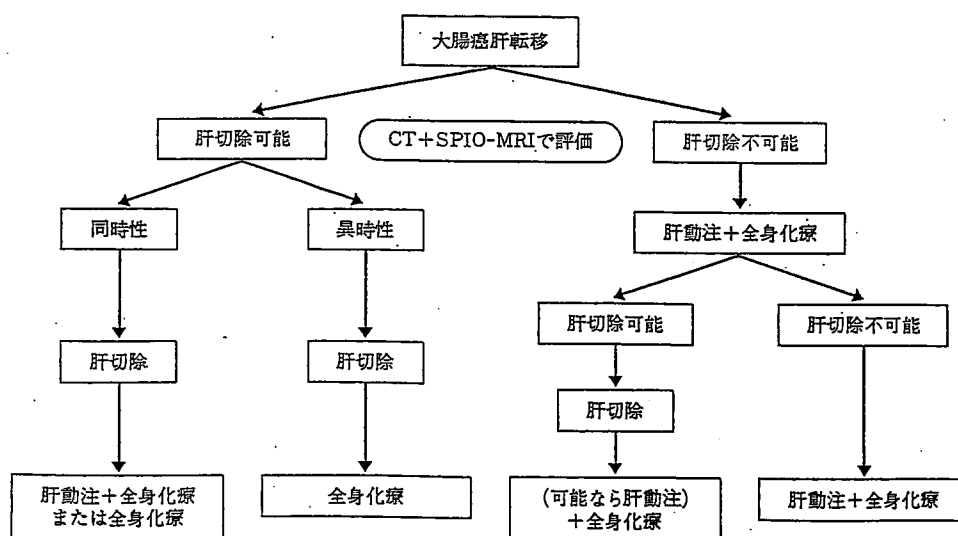 大腸癌肝転移
肝切除可能
CT+SPIO-MRIで評価
肝切除不可能
同時性
異時性
肝動注+全身化療
肝切除可能
肝切除不可能
肝切除
肝切除
肝切除
肝動注+全身化療
または全身化療
全身化療
(可能なら肝動注)
+全身化療
肝動注+全身化療